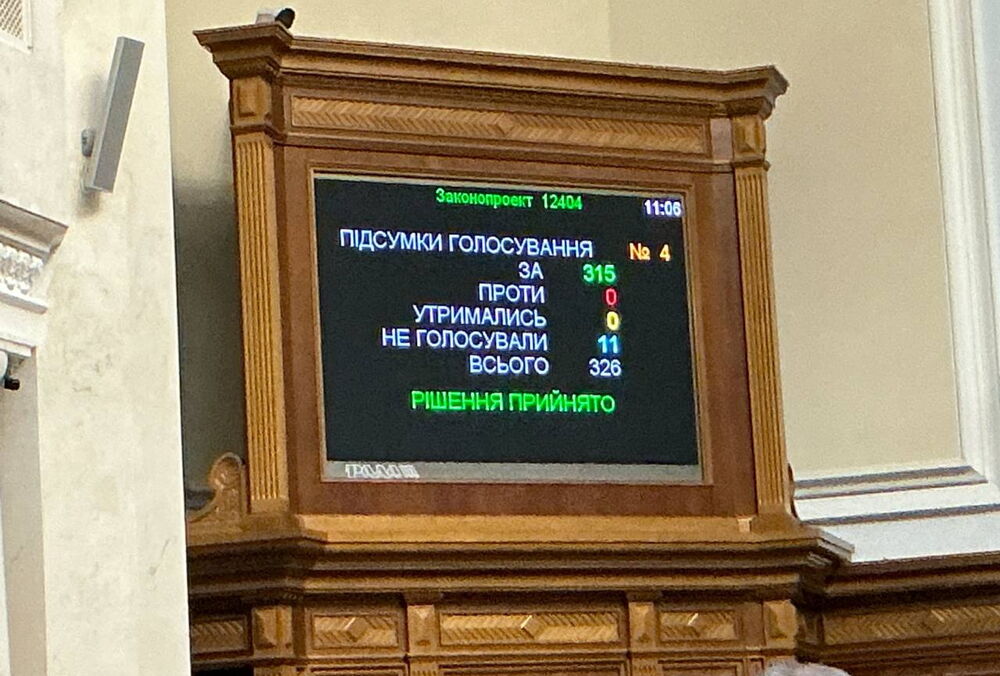 Законопроект 12404 11:06
ПІДСУМКИ ГОЛОСУВАННЯ № 4
ЗА 315
ПРОТИ 0
УТРИМАЛИСЬ 0
НЕ ГОЛОСУВАЛИ 11
ВСЬОГО 326
РІШЕННЯ ПРИЙНЯТО